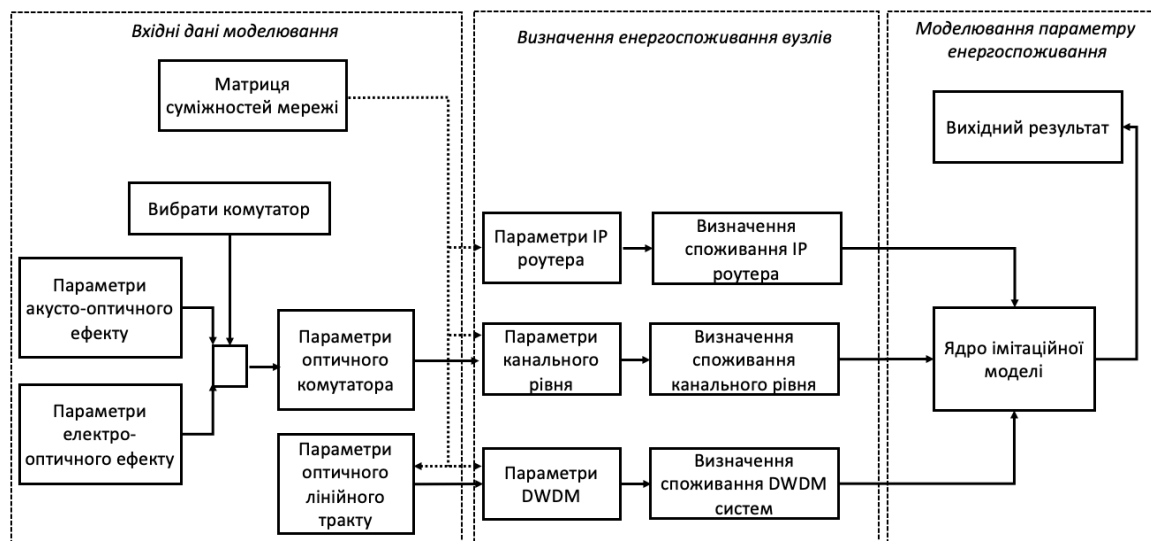 Вхідні дані моделювання
Матриця
суміжностей мережі
Вибрати комутатор
Параметри
акусто-оптичного
ефекту
Параметри
електро-
оптичного ефекту
Параметри
оптичного
комутатора
Параметри
оптичного
лінійного
тракту
Визначення енергоспоживання вузлів
Параметри IP
роутера
Визначення
споживання IP
роутера
Параметри
канального
рівня
Визначення
споживання
канального рівня
Параметри
DWDM
Визначення
споживання DWDM
систем
Моделювання параметру
енергоспоживання
Вихідний результат
Ядро імітаційної
моделі